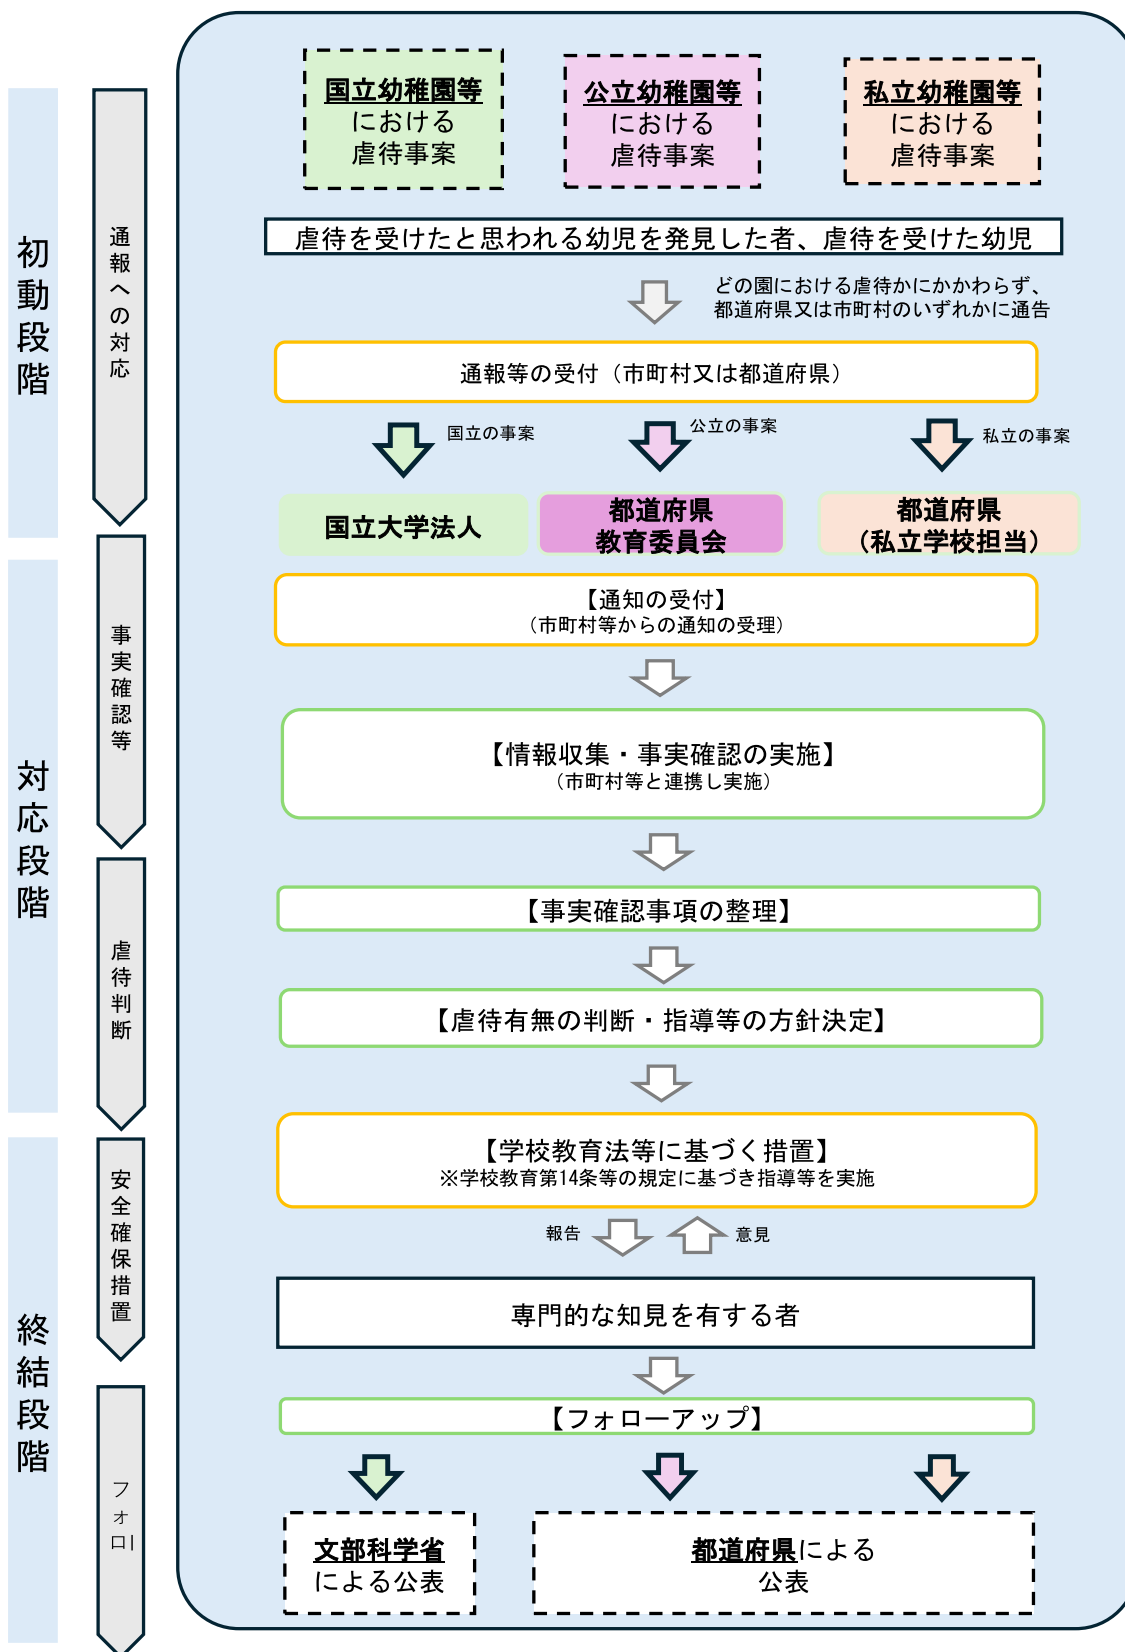 国立幼稚園等
における
虐待事案
公立幼稚園等
における
虐待事案
私立幼稚園等
における
虐待事案
虐待を受けたと思われる幼児を発見した者、虐待を受けた幼児
どの園における虐待かにかかわらず、
都道府県又は市町村のいずれかに通告
通報等の受付（市町村又は都道府県）
国立の事案
公立の事案
私立の事案
国立大学法人
都道府県
教育委員会
都道府県
（私立学校担当）
【通知の受付】
（市町村等からの通知の受理）
【情報収集・事実確認の実施】
（市町村等と連携し実施）
【事実確認事項の整理】
【虐待有無の判断・指導等の方針決定】
【学校教育法等に基づく措置】
※学校教育第14条等の規定に基づき指導等を実施
報告
意見
専門的な知見を有する者
【フォローアップ】
文部科学省
による公表
都道府県による
公表
初動段階
対応段階
終結段階
通報への対応
事実確認等
虐待判断
安全確保措置
フォロー